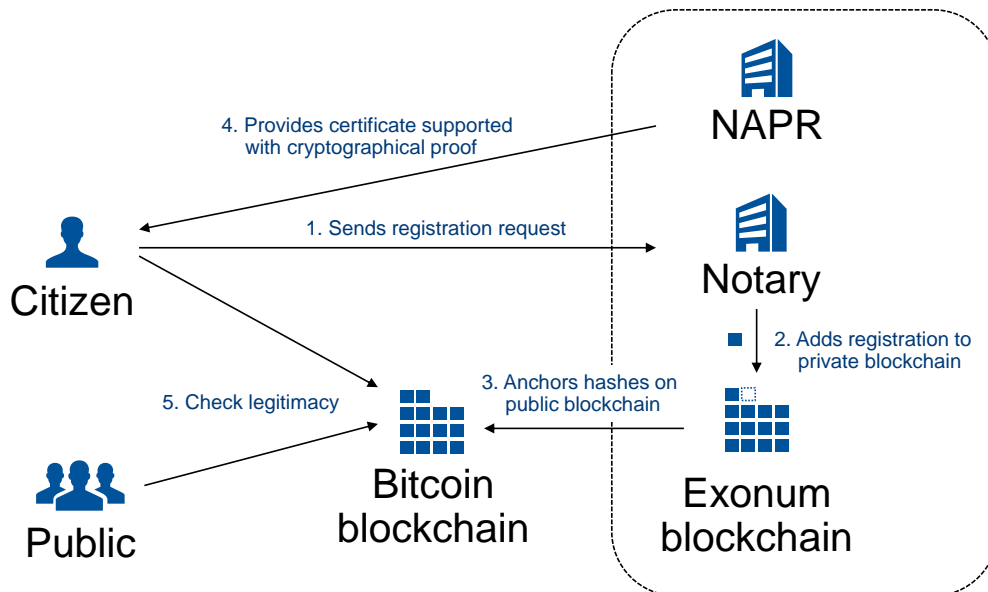 NAPR
4. Provides certificate supported
with cryptographical proof
1. Sends registration request
Citizen
Notary
2. Adds registration to
private blockchain
3. Anchors hashes on
public blockchain
5. Check legitimacy
Bitcoin
blockchain
Exonum
blockchain
Public